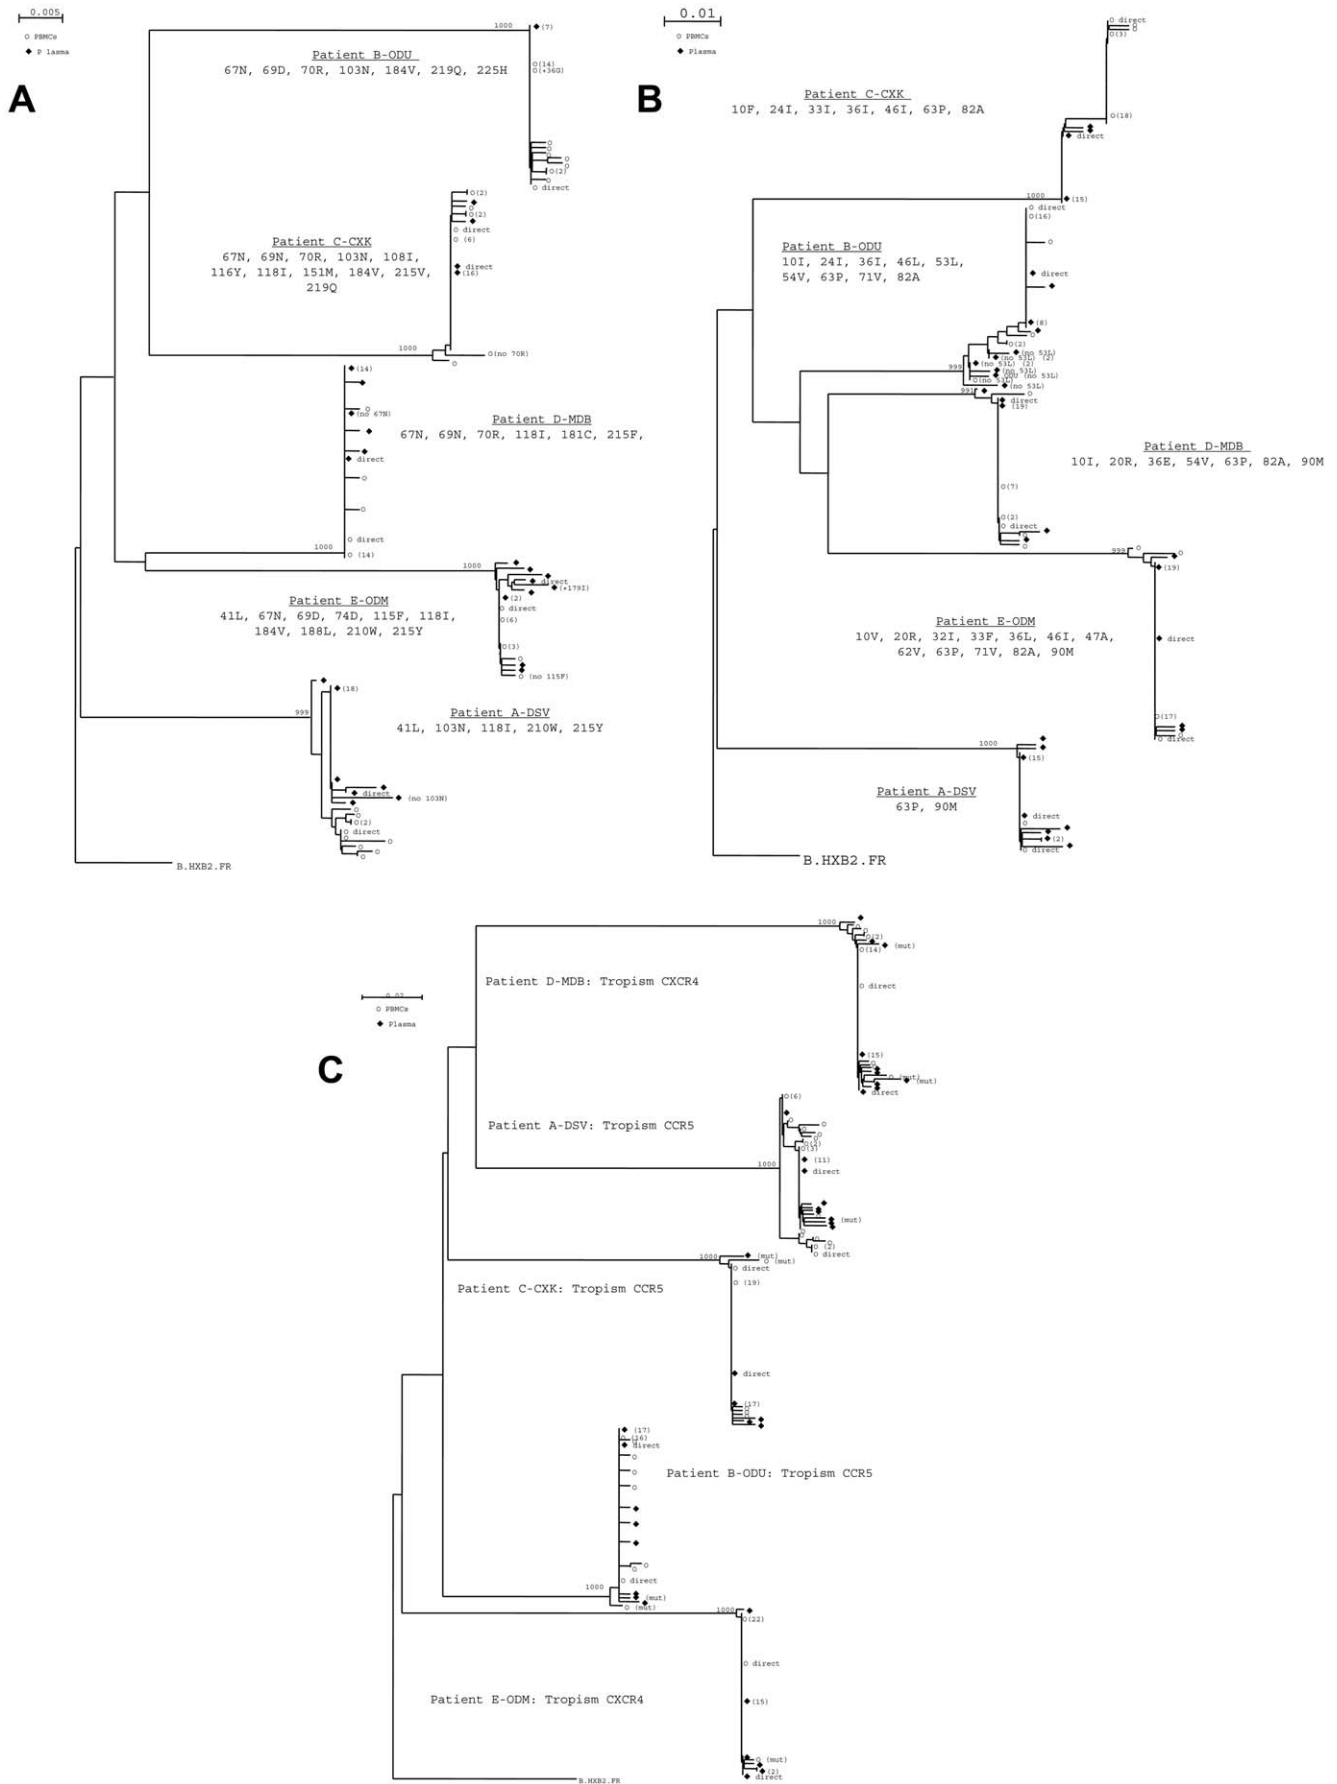 0.005
PBMCs
P lasma
A
1000
(7)
Patient B-ODU
67N, 69D, 70R, 103N, 184V, 219Q, 225H
(14)
(+36G)
(2)
direct
(2)
(2)
direct
(6)
Patient C-CXK
67N, 69N, 70R, 103N, 108I,
116Y, 118I, 151M, 184V, 215V,
219Q
direct
(16)
1000
(no 70R)
(14)
(no 67N)
Patient D-MDB
67N, 69N, 70R, 118I, 181C, 215F,
direct
direct
1000
(14)
1000
direct
(+179I)
(2)
direct
(6)
Patient E-ODM
41L, 67N, 69D, 74D, 115F, 118I,
184V, 188L, 210W, 215Y
(3)
(no 115F)
(18)
999
Patient A-DSV
41L, 103N, 118I, 210W, 215Y
direct
(no 103N)
(2)
direct
B.HXB2.FR
0.01
PBMCs
Plasma
B
direct
(3)
Patient C-CXK
10F, 24I, 33I, 36I, 46I, 63P, 82A
(18)
direct
1000
(15)
direct
(16)
Patient B-ODU
10I, 24I, 36I, 46L, 53L,
54V, 63P, 71V, 82A
direct
(8)
(2)
(no 53L)
(no 53L) (2)
(no 53L) (2)
999
(no 53L)
ODU (no 53L)
(no 53L)
(no 53L)
991
direct
(19)
Patient D-MDB
10I, 20R, 36E, 54V, 63P, 82A, 90M
(7)
(2)
direct
999
(19)
Patient E-ODM
10V, 20R, 32I, 33F, 36L, 46I, 47A,
62V, 63P, 71V, 82A, 90M
direct
(17)
direct
1000
(15)
Patient A-DSV
63P, 90M
direct
(2)
direct
B.HXB2.FR
C
0.02
PBMCs
Plasma
1000
(2)
(mut)
(14)
Patient D-MDB: Tropism CXCR4
direct
(15)
(mut)
(mut)
direct
(6)
Patient A-DSV: Tropism CCR5
(2)
(3)
(11)
1000
direct
(mut)
(2)
direct
1000
(mut)
(mut)
direct
(19)
Patient C-CXK: Tropism CCR5
direct
(17)
(17)
(16)
direct
Patient B-ODU: Tropism CCR5
direct
1000
(mut)
(mut)
1000
(22)
direct
Patient E-ODM: Tropism CXCR4
(15)
(mut)
(2)
direct
B.HXB2.FR